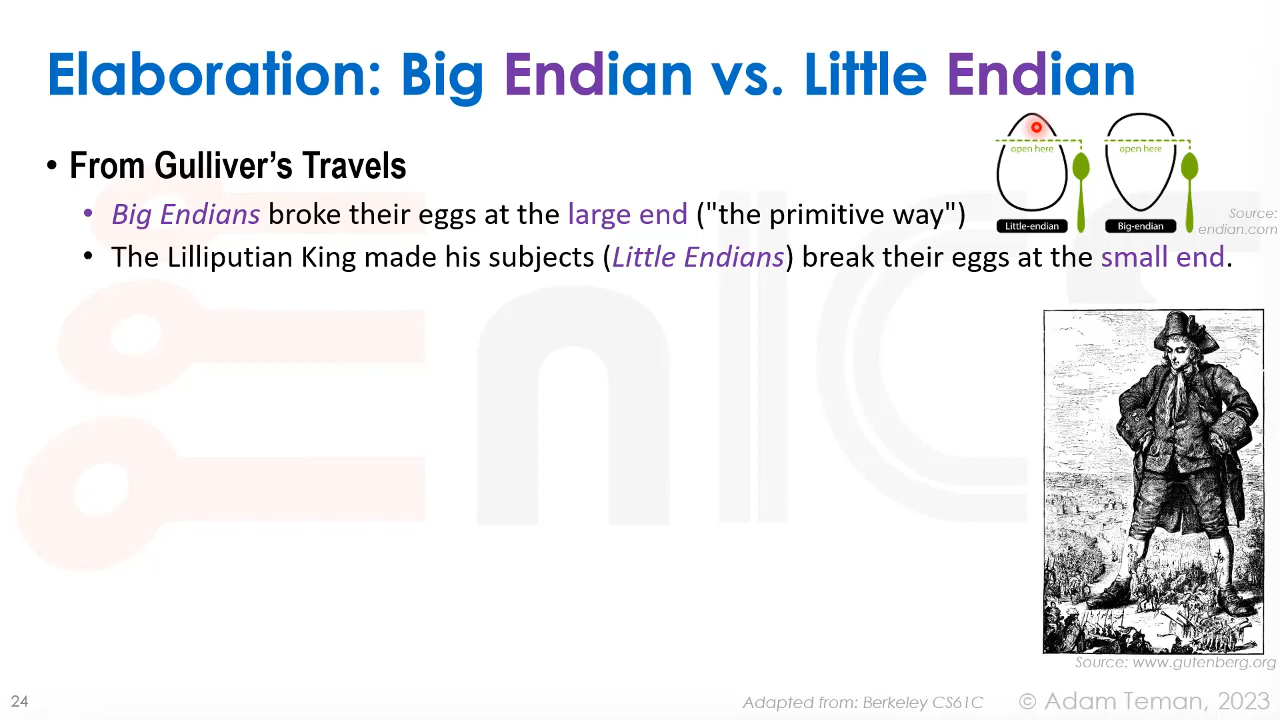 Elaboration: Big Endian vs. Little Endian
• From Gulliver's Travels
• Big Endians broke their eggs at the large end ("the primitive way")
• The Lilliputian King made his subjects (Little Endians) break their eggs at the small end.
open here
open here
Little-endian
Big-endian
Source:
endian.com
EnICS
Source: www.gutenberg.org
24
Adapted from: Berkeley CS61C
© Adam Teman, 2023